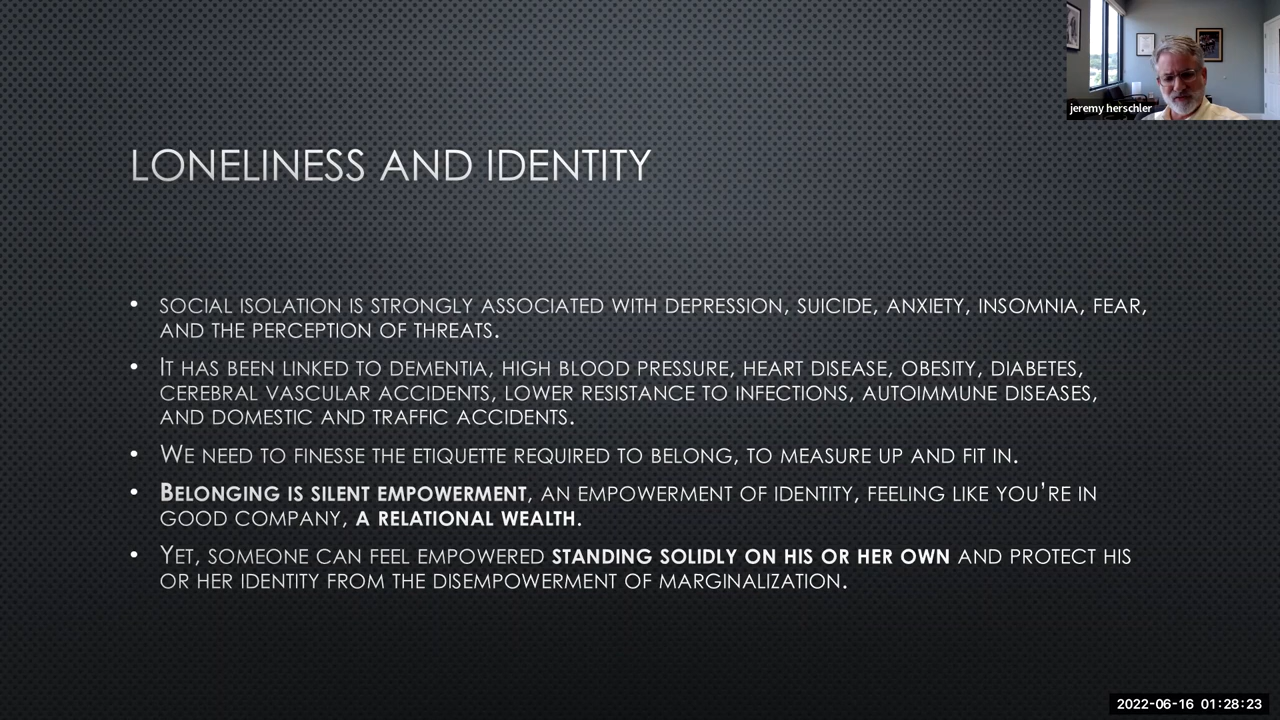 jeremy herschler
LONELINESS AND IDENTITY
• SOCIAL ISOLATION IS STRONGLY ASSOCIATED WITH DEPRESSION, SUICIDE, ANXIETY, INSOMNIA, FEAR,
AND THE PERCEPTION OF THREATS.
• IT HAS BEEN LINKED TO DEMENTIA, HIGH BLOOD PRESSURE, HEART DISEASE, OBESITY, DIABETES,
CEREBRAL VASCULAR ACCIDENTS, LOWER RESISTANCE TO INFECTIONS, AUTOIMMUNE DISEASES,
AND DOMESTIC AND TRAFFIC ACCIDENTS.
• WE NEED TO FINESSE THE ETIQUETTE REQUIRED TO BELONG, TO MEASURE UP AND FIT IN.
• BELONGING IS SILENT EMPOWERMENT, AN EMPOWERMENT OF IDENTITY, FEELING LIKE YOU’RE IN
GOOD COMPANY, A RELATIONAL WEALTH.
• YET, SOMEONE CAN FEEL EMPOWERED STANDING SOLIDLY ON HIS OR HER OWN AND PROTECT HIS
OR HER IDENTITY FROM THE DISEMPOWERMENT OF MARGINALIZATION.
2022-06-16 01:28:23